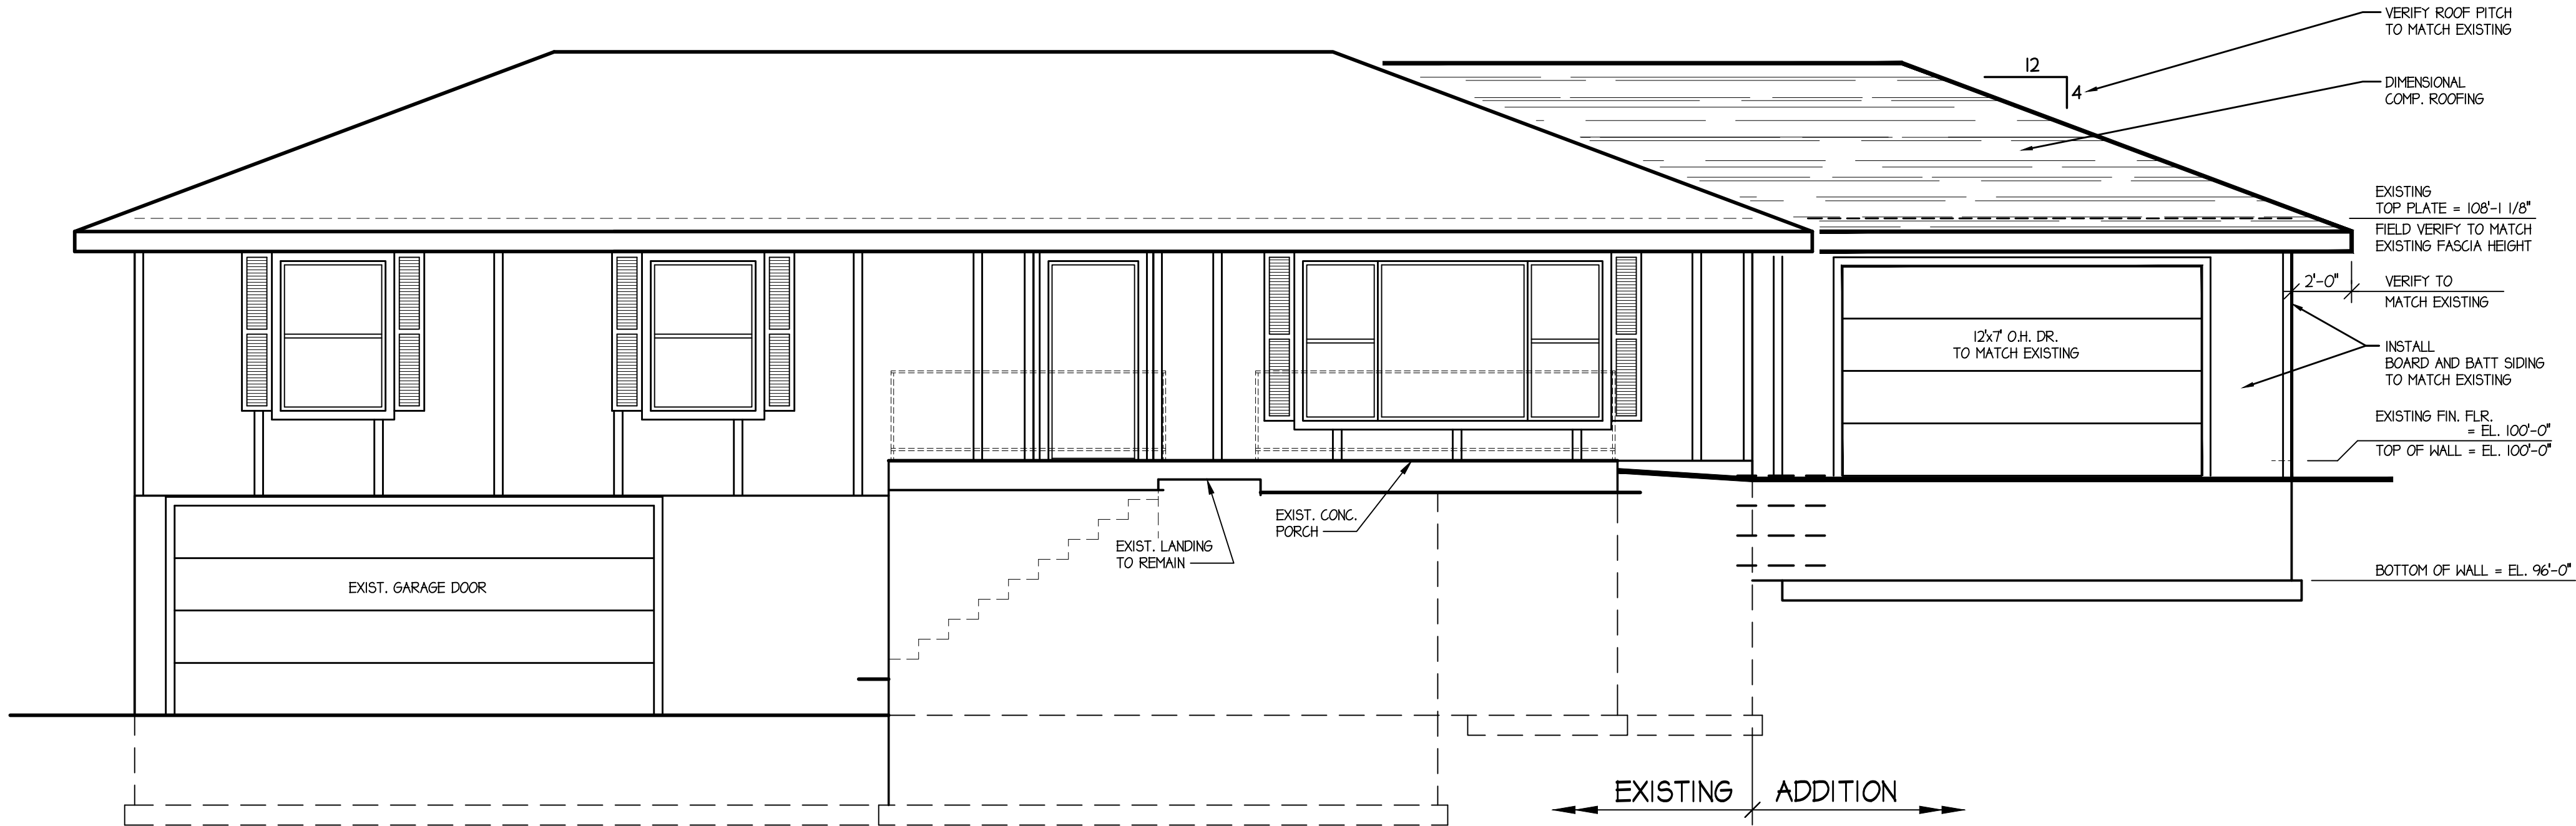 VERIFY ROOF PITCH
TO MATCH EXISTING
12
4
DIMENSIONAL
COMP. ROOFING
EXISTING
TOP PLATE = 108'-1 1/8"
FIELD VERIFY TO MATCH
EXISTING FASCIA HEIGHT
2'-0"
VERIFY TO
MATCH EXISTING
12'x7' O.H. DR.
TO MATCH EXISTING
INSTALL
BOARD AND BATT SIDING
TO MATCH EXISTING
EXISTING FIN. FLR.
= EL. 100'-0"
TOP OF WALL = EL. 100'-0"
EXIST. CONC.
PORCH
EXIST. LANDING
TO REMAIN
EXIST. GARAGE DOOR
BOTTOM OF WALL = EL. 96'-0"
EXISTING
ADDITION